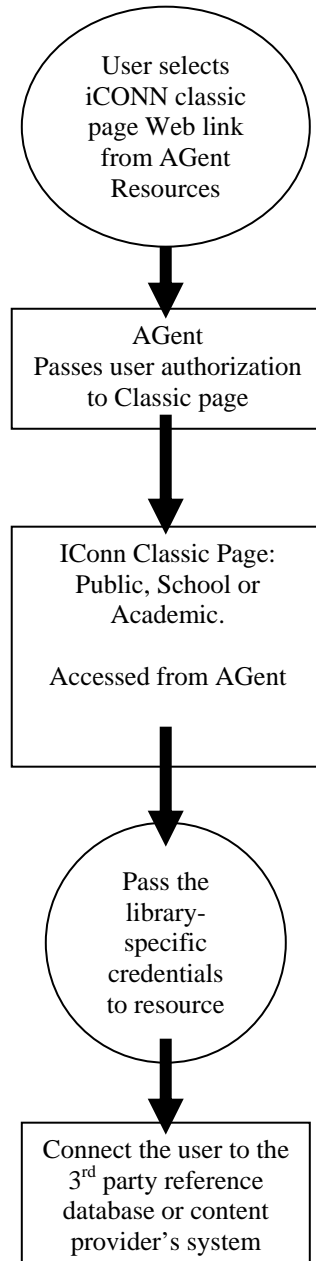 User selects
iCONN classic
page Web link
from AGent
Resources
AGent
Passes user authorization
to Classic page
IConn Classic Page:
Public, School or
Academic.
Accessed from AGent
Pass the
library-
specific
credentials
to resource
Connect the user to the
3rd party reference
database or content
provider's system